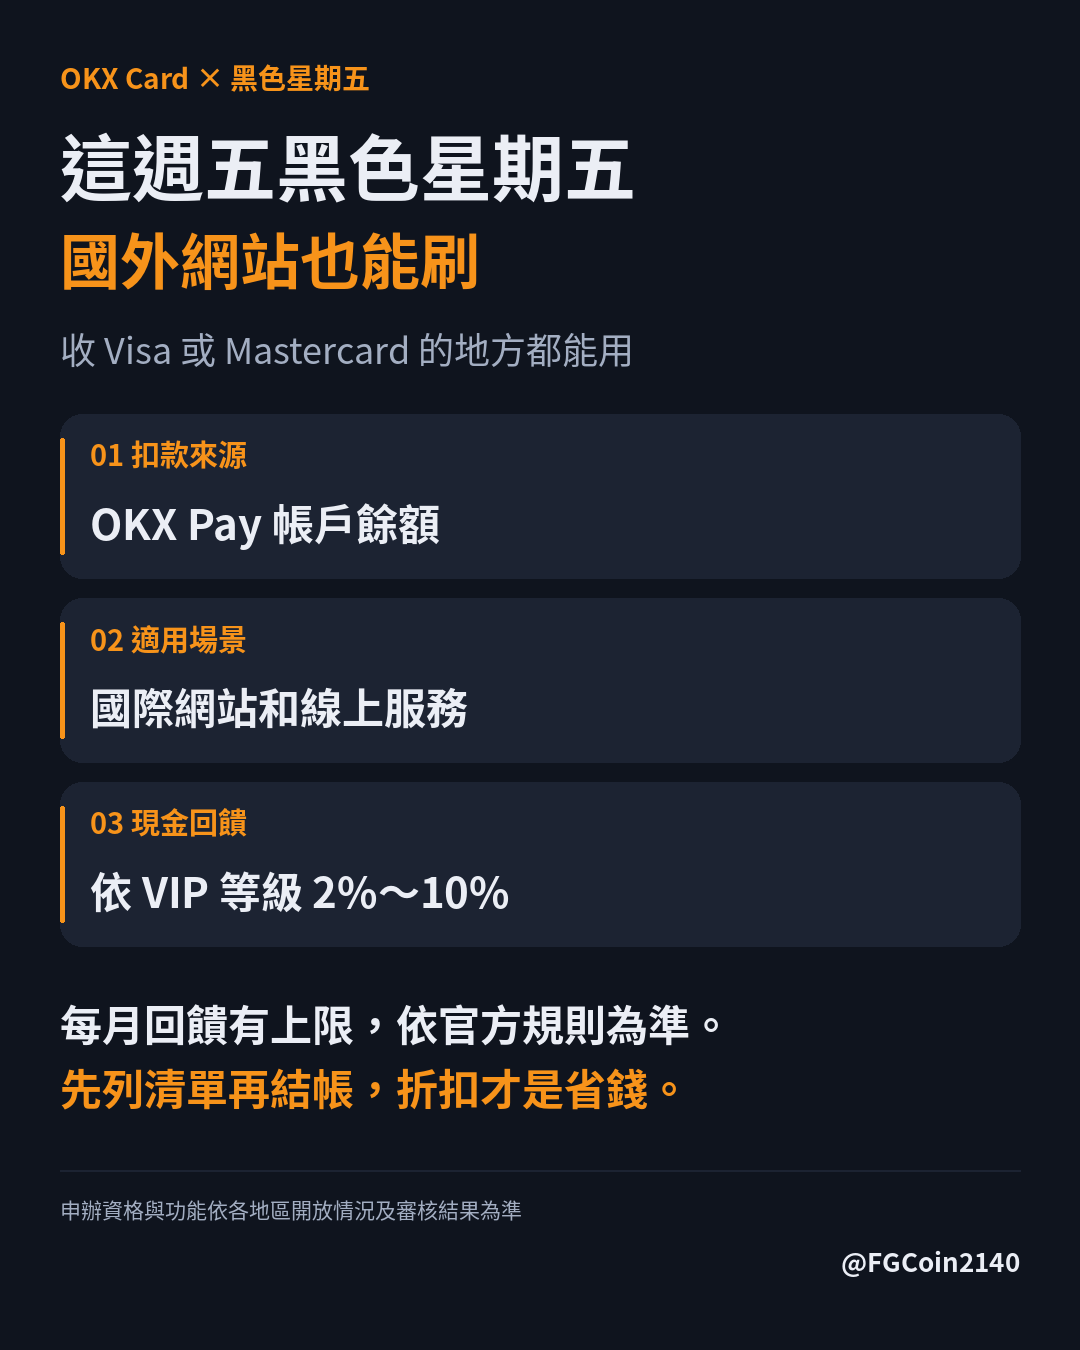 OKX Card × 黑色星期五
這週五黑色星期五
國外網站也能刷
收 Visa 或 Mastercard 的地方都能用
01 扣款來源
OKX Pay 帳戶餘額
02 適用場景
國際網站和線上服務
03 現金回饋
依 VIP 等級 2%～10%
每月回饋有上限，依官方規則為準。
先列清單再結帳，折扣才是省錢。
申辦資格與功能依各地區開放情況及審核結果為準
@FGCoin2140